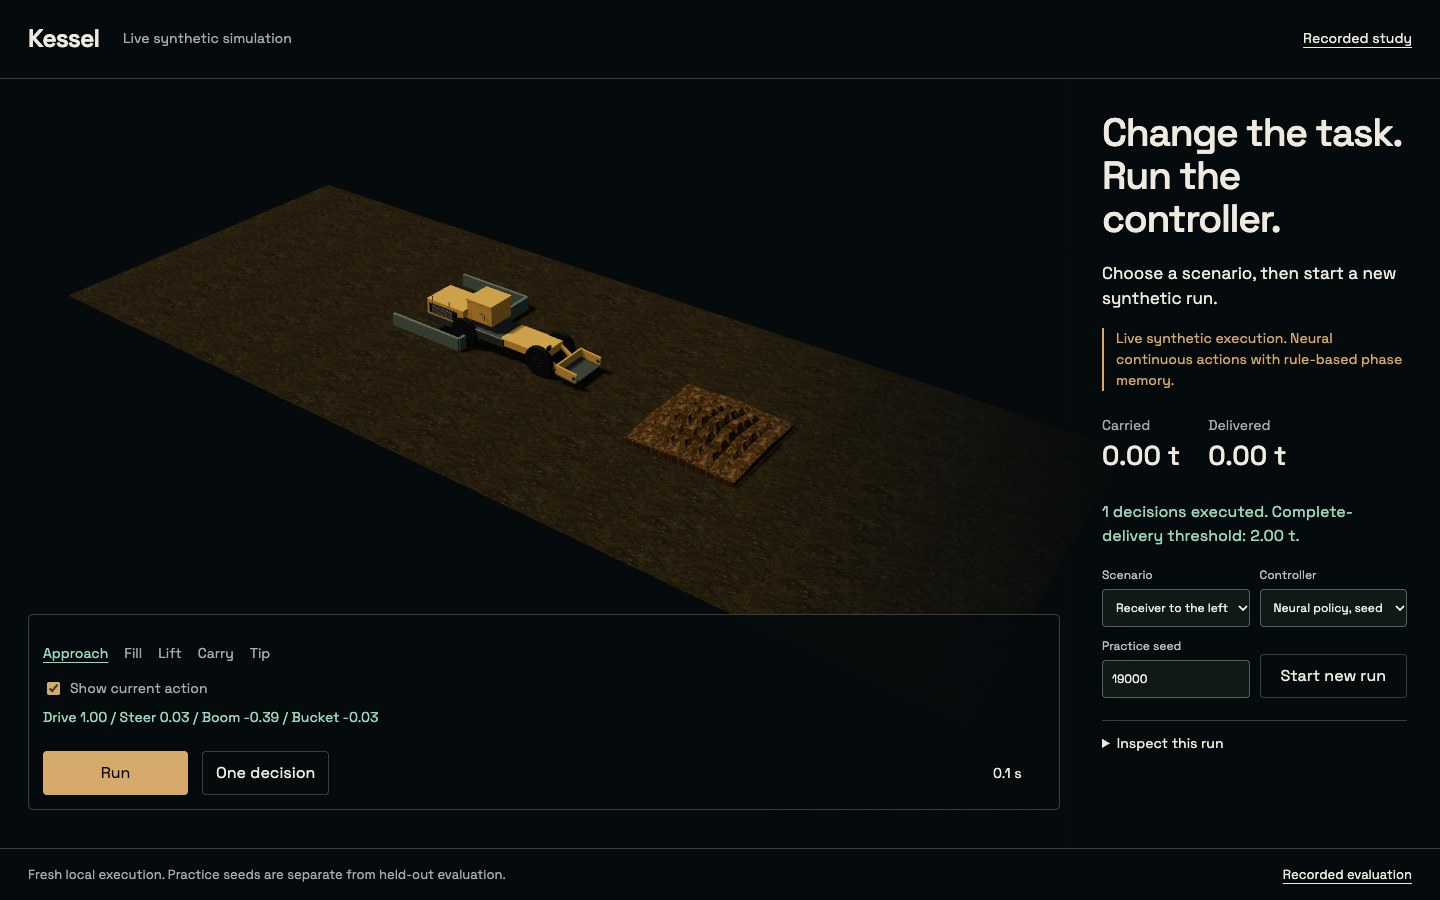 Kessel
Live synthetic simulation
Recorded study
Change the task.
Run the
controller.
Choose a scenario, then start a new
synthetic run.
Live synthetic execution. Neural
continuous actions with rule-based phase
memory.
Carried
Delivered
0.00 t
0.00 t
1 decisions executed. Complete-
delivery threshold: 2.00 t.
Scenario
Controller
Receiver to the left
Neural policy, seed
Practice seed
19000
Start new run
Inspect this run
Approach
Fill
Lift
Carry
Tip
Show current action
Drive 1.00 / Steer 0.03 / Boom -0.39 / Bucket -0.03
Run
One decision
0.1 s
Fresh local execution. Practice seeds are separate from held-out evaluation.
Recorded evaluation